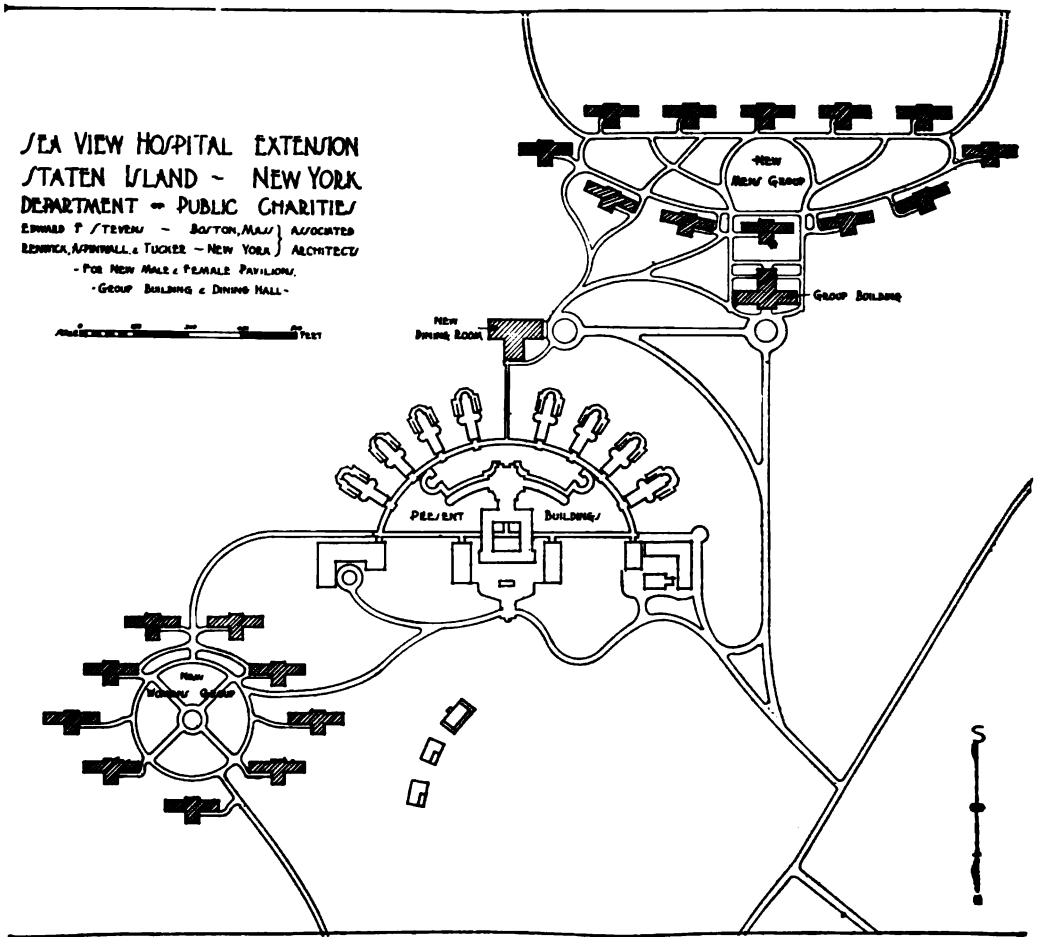 SEA VIEW HOSPITAL EXTENSION
STATEN ISLAND ~ NEW YORK
DEPARTMENT OF PUBLIC CHARITIES
EDWARD F STEVENS ~ BOSTON, MASS } ASSOCIATED
RENWICK, ASPINWALL & TUCKER ~ NEW YORK } ARCHITECTS
- FOR NEW MALE & FEMALE PAVILIONS,
- GROUP BUILDING & DINING HALL -
FEET
NEW
MENS GROUP
GROUP BUILDING
NEW
DINING ROOM
PRESENT BUILDINGS
NEW
WOMENS GROUP
S